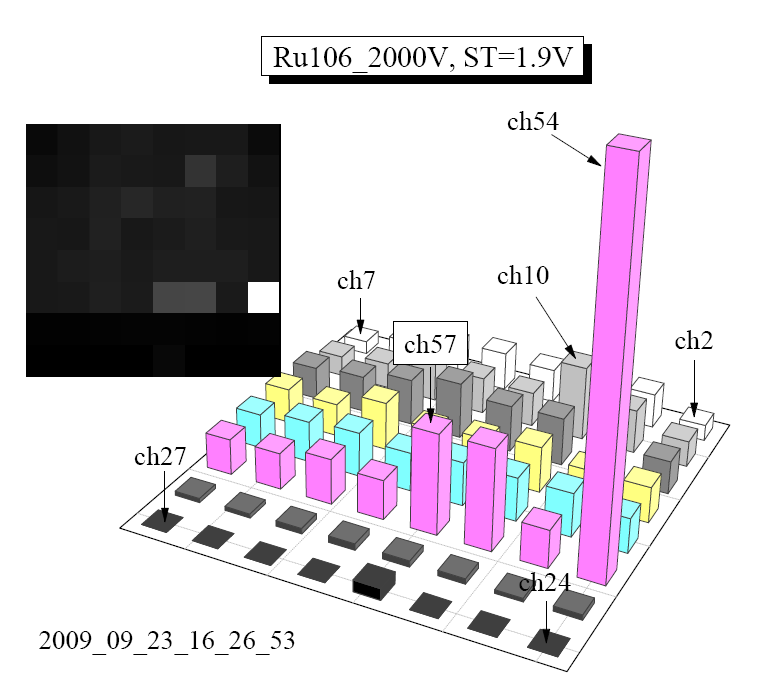 Ru106_2000V, ST=1.9V
ch54
ch10
ch7
ch57
ch2
ch27
ch24
2009_09_23_16_26_53